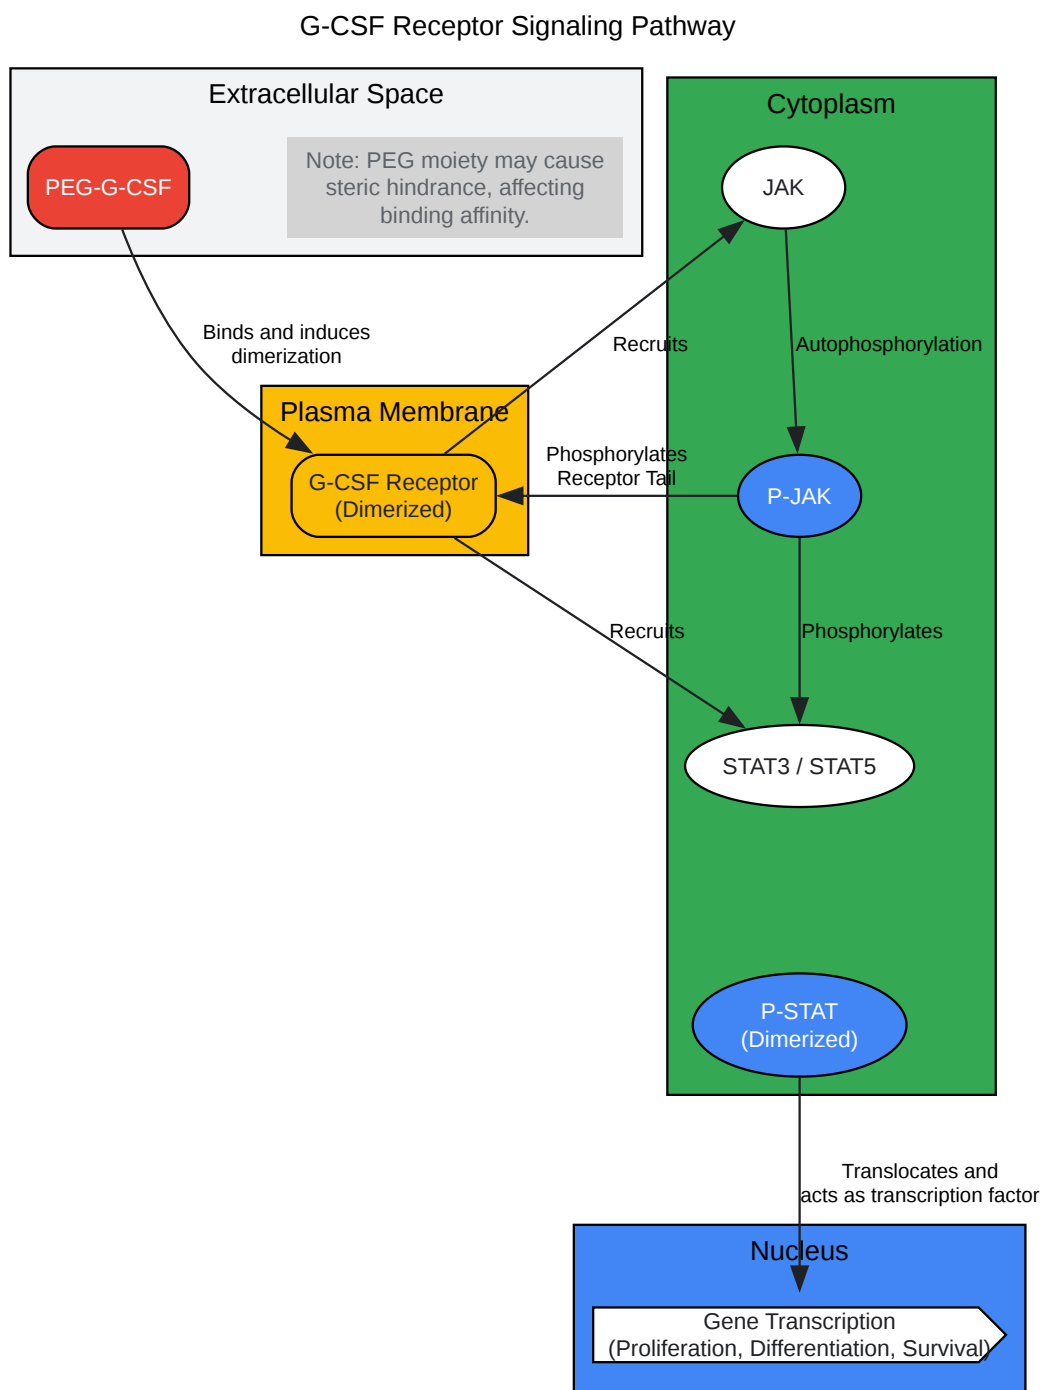 G-CSF Receptor Signaling Pathway
Extracellular Space
PEG-G-CSF
Note: PEG moiety may cause
steric hindrance, affecting
binding affinity.
Cytoplasm
JAK
Binds and induces
dimerization
Recruits
Autophosphorylation
Plasma Membrane
G-CSF Receptor
(Dimerized)
Phosphorylates
Receptor Tail
P-JAK
Recruits
Phosphorylates
STAT3 / STAT5
P-STAT
(Dimerized)
Translocates and
acts as transcription factor
Nucleus
Gene Transcription
(Proliferation, Differentiation, Survival)